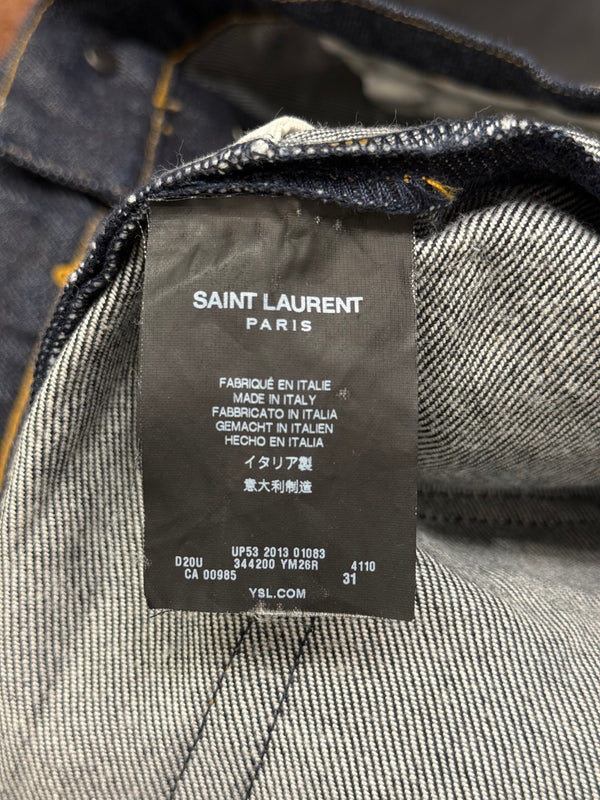 SAINT LAURENT
PARIS
FABRIQUÉ EN ITALIE
MADE IN ITALY
FABBRICATO IN ITALIA
GEMACHT IN ITALIEN
HECHO EN ITALIA
イタリア製
意大利制造
UP53 2013 01083
D20U 344200 YM26R 4110
CA 00985 31
YSL.COM